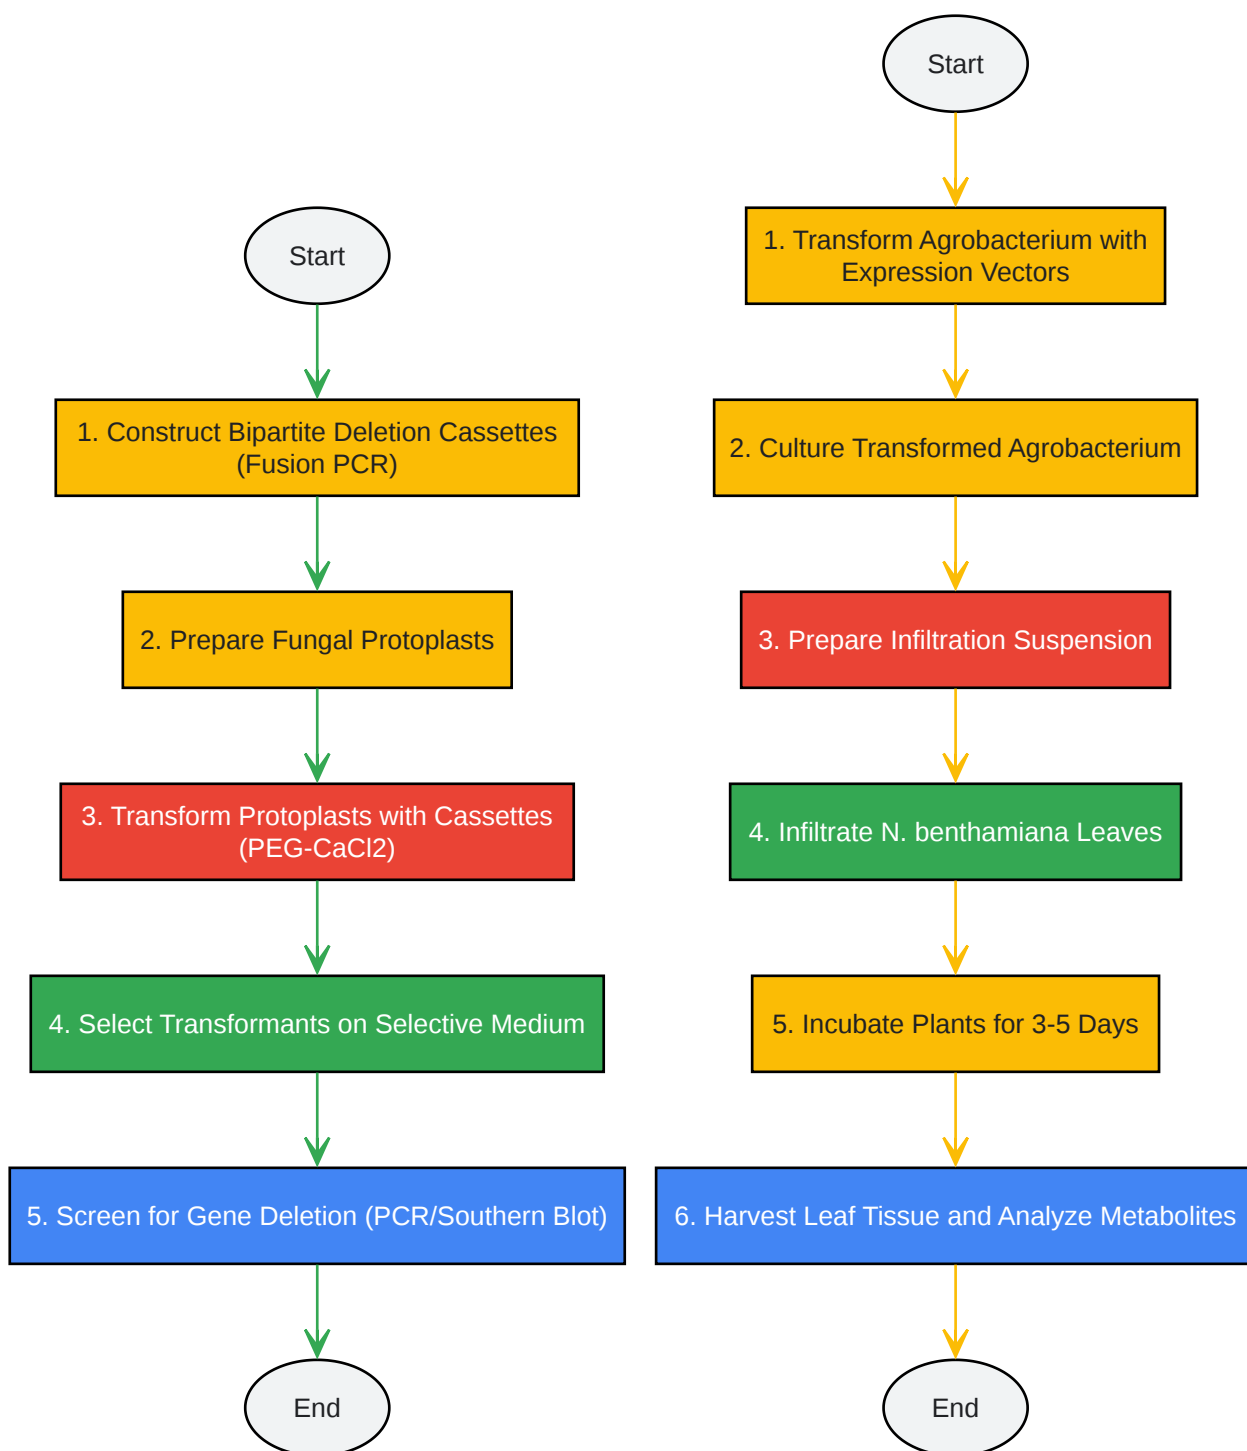 Start
1. Construct Bipartite Deletion Cassettes
(Fusion PCR)
2. Prepare Fungal Protoplasts
3. Transform Protoplasts with Cassettes
(PEG-CaCl2)
4. Select Transformants on Selective Medium
5. Screen for Gene Deletion (PCR/Southern Blot)
End
Start
1. Transform Agrobacterium with
Expression Vectors
2. Culture Transformed Agrobacterium
3. Prepare Infiltration Suspension
4. Infiltrate N. benthamiana Leaves
5. Incubate Plants for 3-5 Days
6. Harvest Leaf Tissue and Analyze Metabolites
End